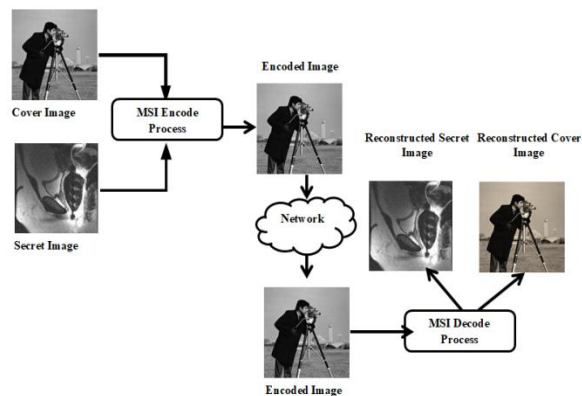 Cover Image
MSI Encode
Process
Secret Image
Encoded Image
Network
Encoded Image
Reconstructed Secret
Image
Reconstructed Cover
Image
MSI Decode
Process